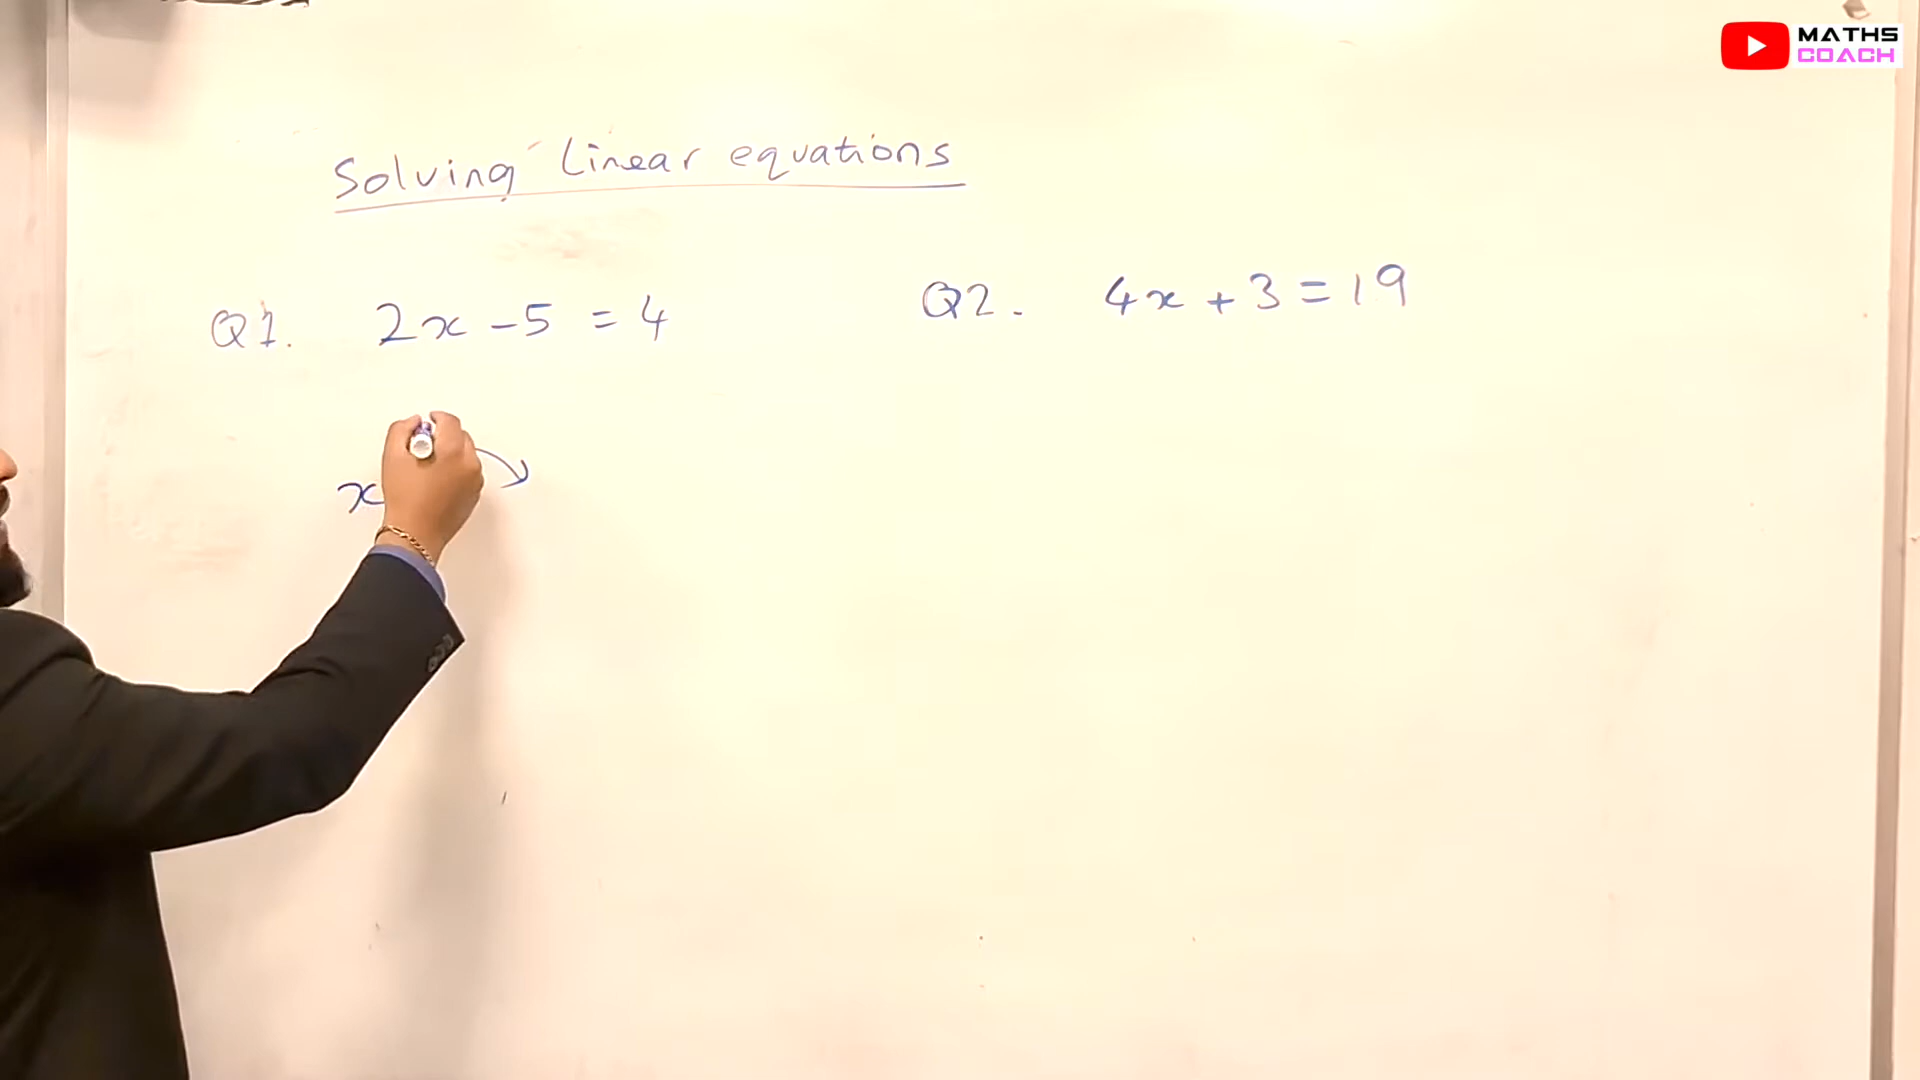 MATHS
COACH
Solving Linear equations
Q1. 2x - 5 = 4
Q2. 4x + 3 = 19
x